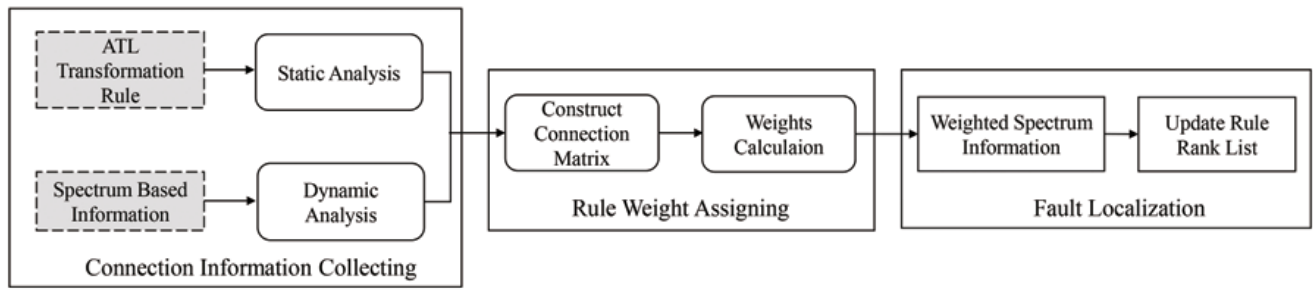 ATL
Transformation
Rule
Static Analysis
Spectrum Based
Information
Dynamic
Analysis
Connection Information Collecting
Construct
Connection
Matrix
Weights
Calculaion
Rule Weight Assigning
Weighted Spectrum
Information
Update Rule
Rank List
Fault Localization